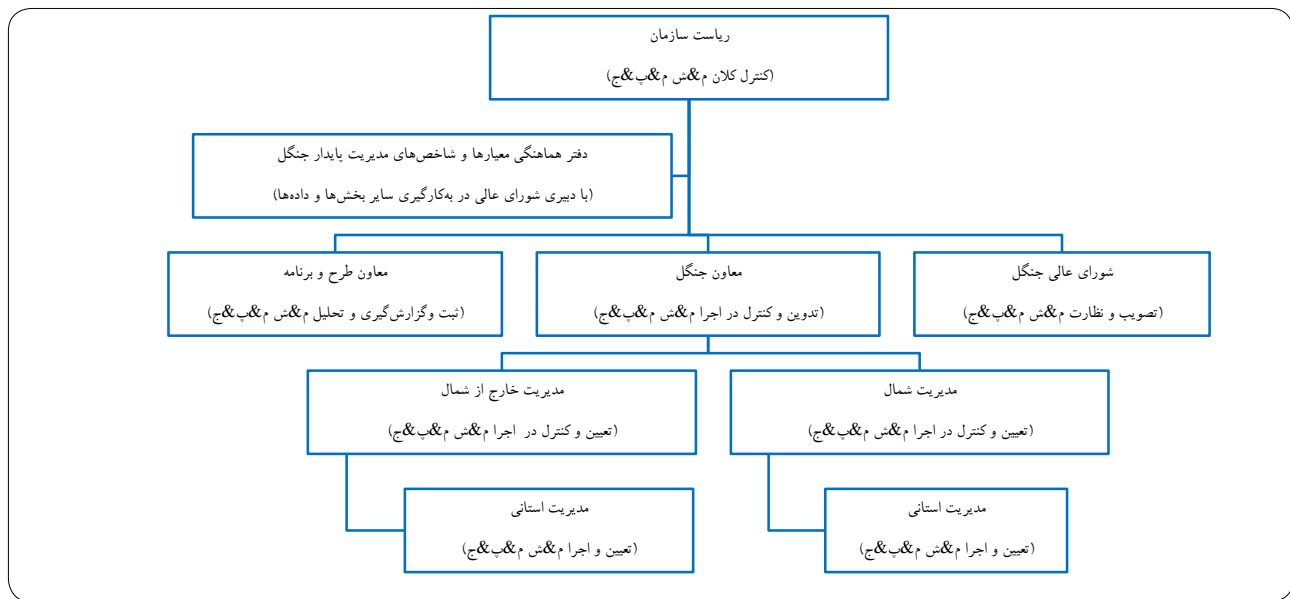 ریاست سازمان
(کنترل کلان م&ش م&پ&ج)
دفتر هماهنگی معیارها و شاخص‌های مدیریت پایدار جنگل
(با دبیری شورای عالی در به‌کارگیری سایر بخش‌ها و داده‌ها)
شورای عالی جنگل
(تصویب و نظارت م&ش م&پ&ج)
معاون جنگل
(تدوین و کنترل در اجرا م&ش م&پ&ج)
معاون طرح و برنامه
(ثبت وگزارش‌گیری و تحلیل م&ش م&پ&ج)
مدیریت شمال
(تعیین و کنترل در اجرا م&ش م&پ&ج)
مدیریت خارج از شمال
(تعیین و کنترل در اجرا م&ش م&پ&ج)
مدیریت استانی
(تعیین و اجرا م&ش م&پ&ج)
مدیریت استانی
(تعیین و اجرا م&ش م&پ&ج)